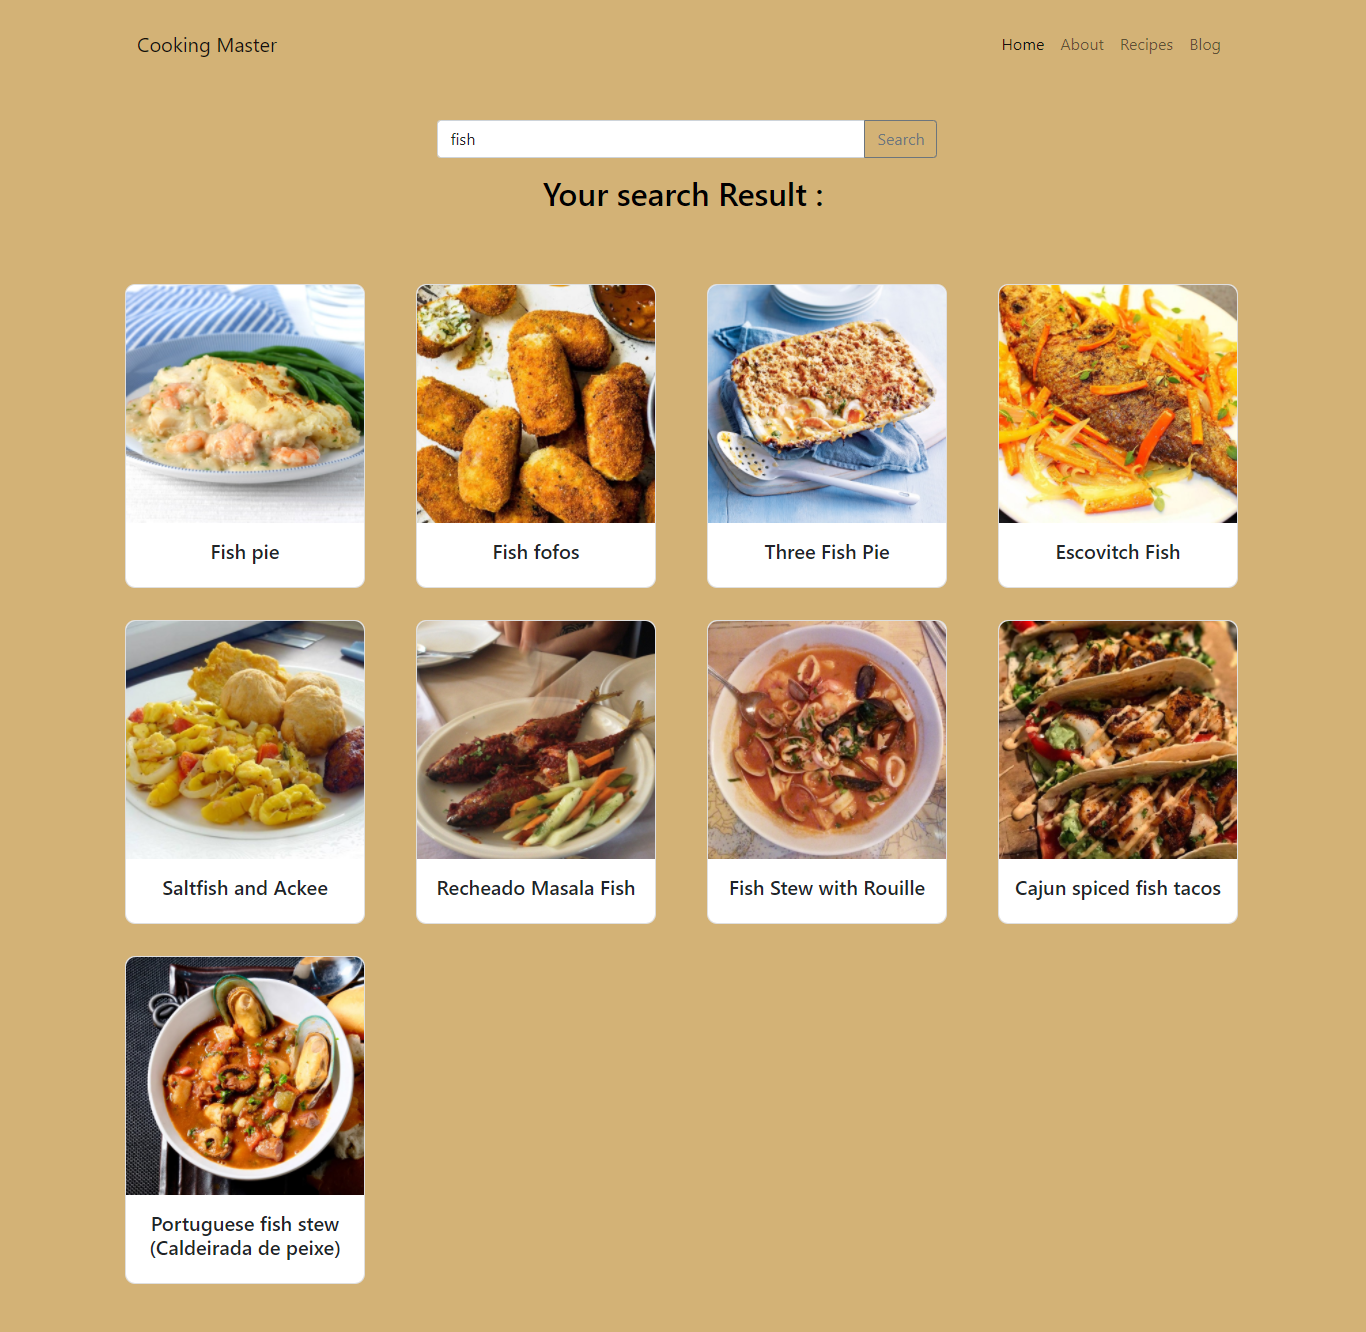 Cooking Master
Home About Recipes Blog
fish
Search
Your search Result :
Fish pie
Fish fofos
Three Fish Pie
Escovitch Fish
Saltfish and Ackee
Recheado Masala Fish
Fish Stew with Rouille
Cajun spiced fish tacos
Portuguese fish stew
(Caldeirada de peixe)